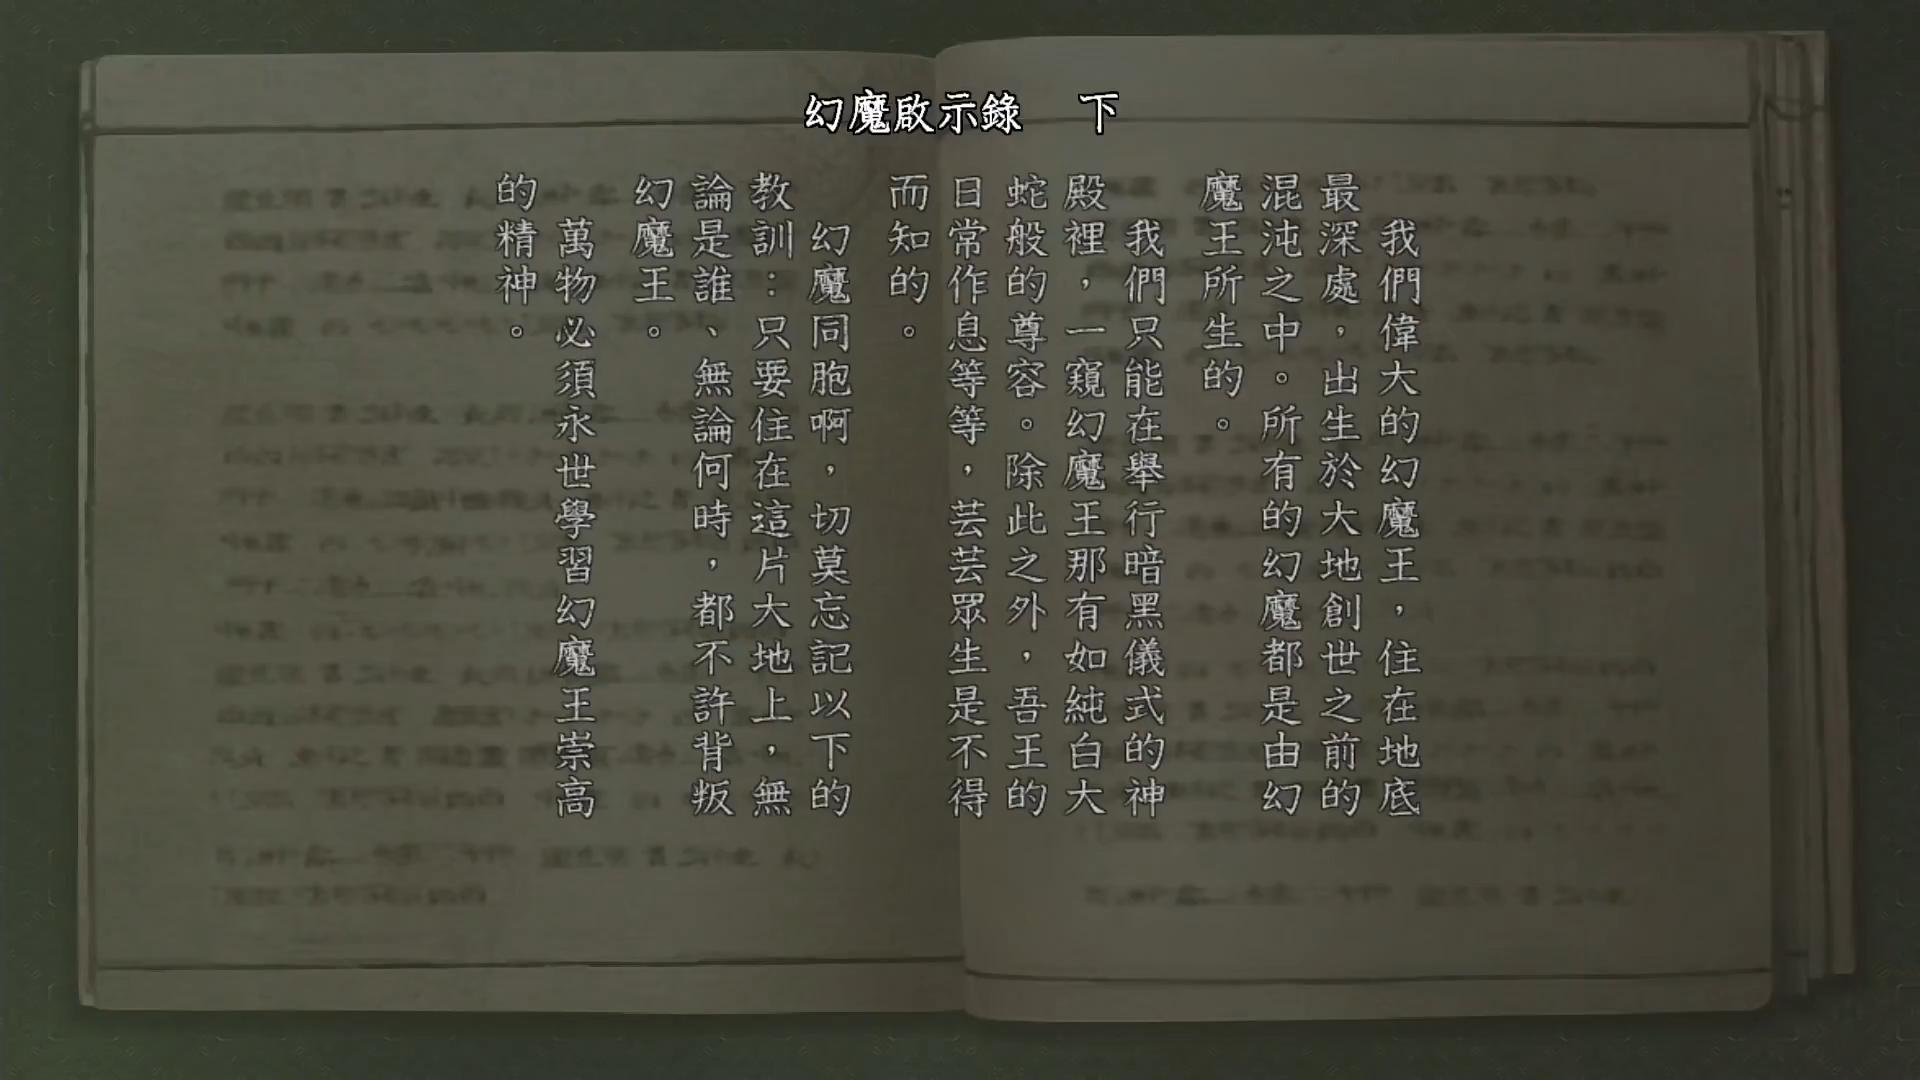 幻魔啟示錄　下
我們偉大的幻魔王，住在地底
最深處，出生於大地創世之前的
混沌之中。所有的幻魔都是由幻
魔王所生的。
我們只能在舉行暗黑儀式的神
殿裡，一窺幻魔王那有如純白大
蛇般的尊容。除此之外，吾王的
日常作息等等，芸芸眾生是不得
而知的。
幻魔同胞啊，切莫忘記以下的
教訓：只要住在這片大地上，無
論是誰、無論何時，都不許背叛
幻魔王。
萬物必須永世學習幻魔王崇高
的精神。